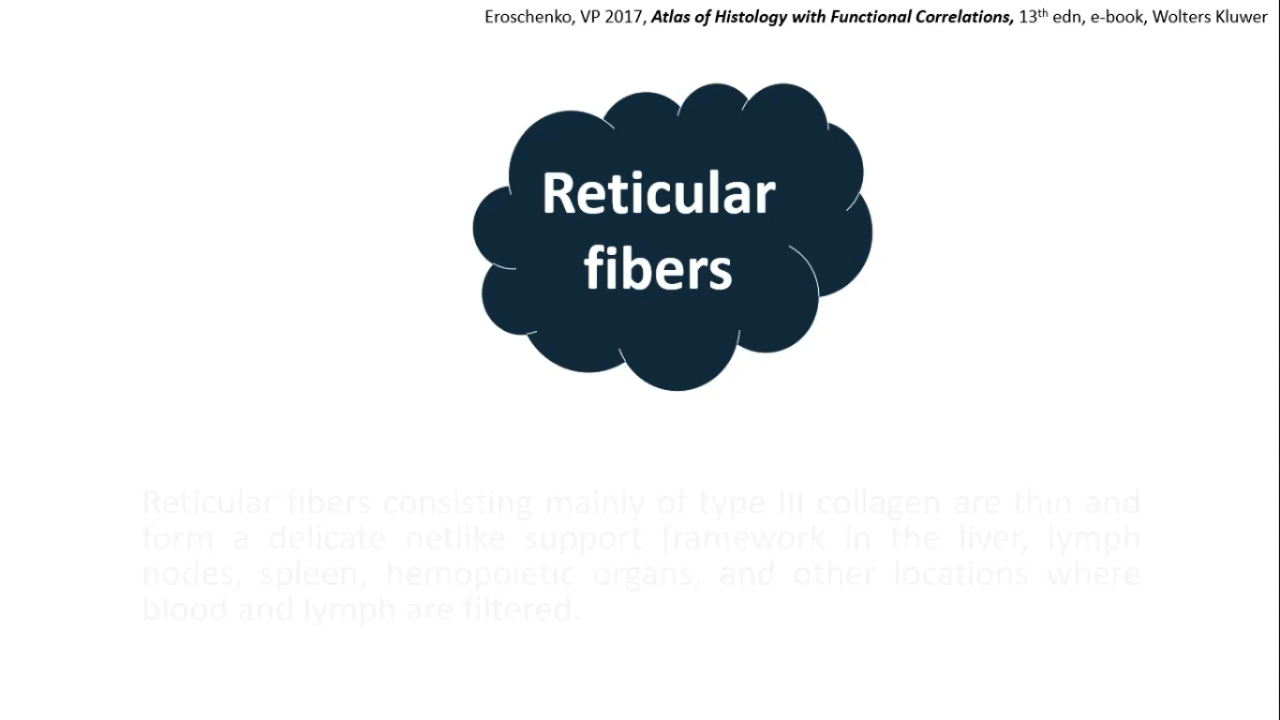 Eroschenko, VP 2017, Atlas of Histology with Functional Correlations, 13th edn, e-book, Wolters Kluwer
Reticular
fibers
Reticular fibers consisting mainly of type III collagen are thin and
form a delicate netlike support framework in the liver, lymph
nodes, spleen, hemopoietic organs, and other locations where
blood and lymph are filtered.